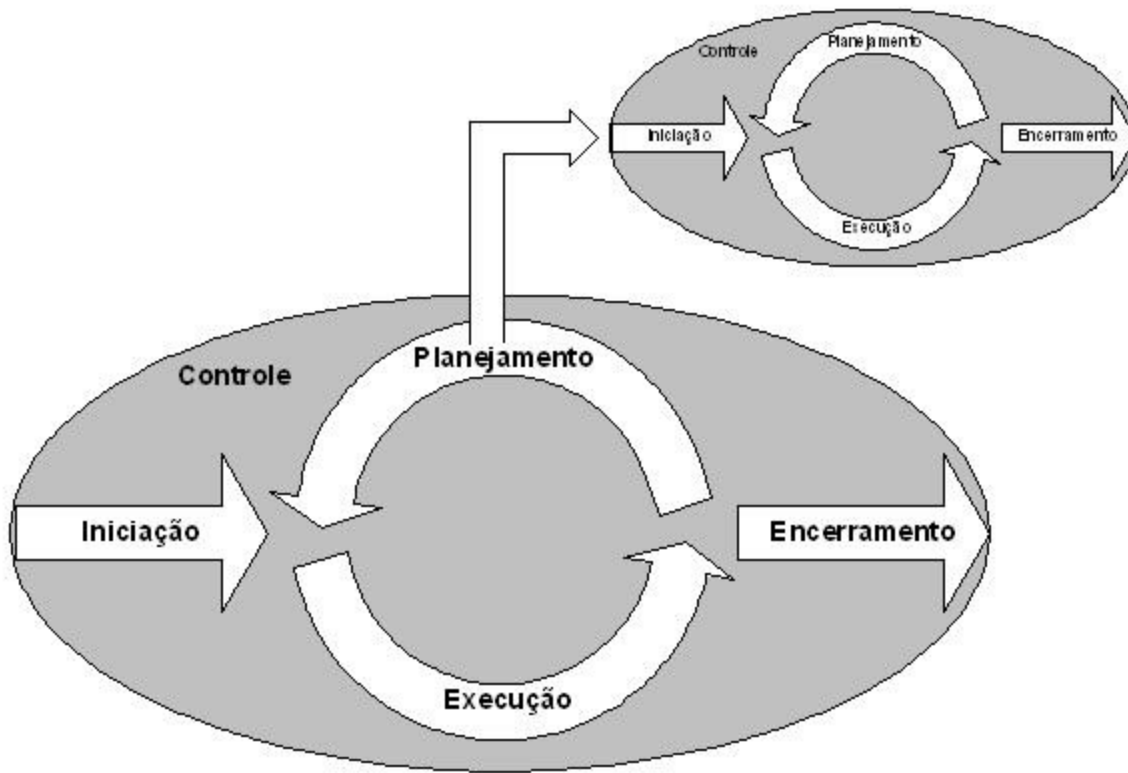 Planejamento
Controle
Iniciação
Encerramento
Execução
Planejamento
Controle
Iniciação
Encerramento
Execução